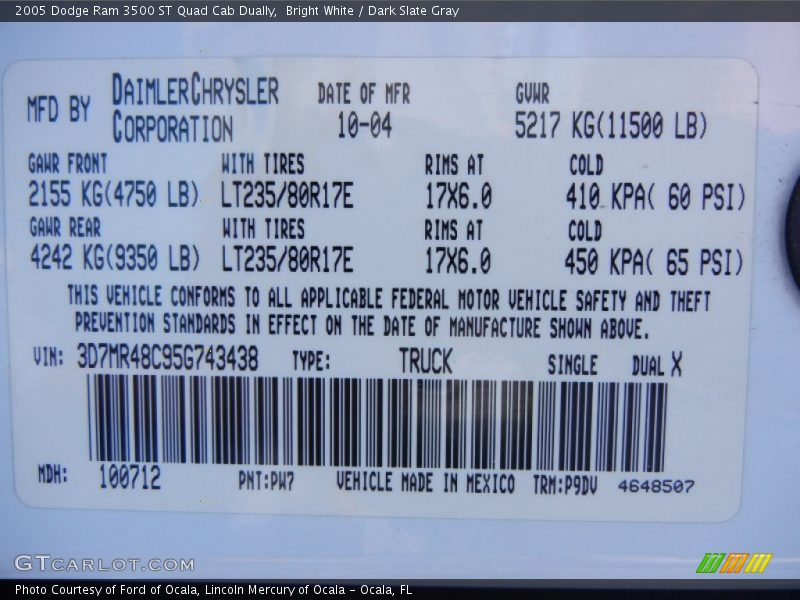 2005 Dodge Ram 3500 ST Quad Cab Dually,  Bright White / Dark Slate Gray
MFD BY DAIMLERCHRYSLER CORPORATION DATE OF MFR 10-04 GVWR 5217 KG(11500 LB)
GAWR FRONT WITH TIRES RIMS AT COLD
2155 KG(4750 LB) LT235/80R17E 17X6.0 410 KPA( 60 PSI)
GAWR REAR WITH TIRES RIMS AT COLD
4242 KG(9350 LB) LT235/80R17E 17X6.0 450 KPA( 65 PSI)
THIS VEHICLE CONFORMS TO ALL APPLICABLE FEDERAL MOTOR VEHICLE SAFETY AND THEFT
PREVENTION STANDARDS IN EFFECT ON THE DATE OF MANUFACTURE SHOWN ABOVE.
VIN: 3D7MR48C95G743438 TYPE: TRUCK SINGLE DUAL X
MDH: 100712 PNT:PW7 VEHICLE MADE IN MEXICO TRM:P9DV 4648507
GTCARLOT.COM
Photo Courtesy of Ford of Ocala, Lincoln Mercury of Ocala - Ocala, FL